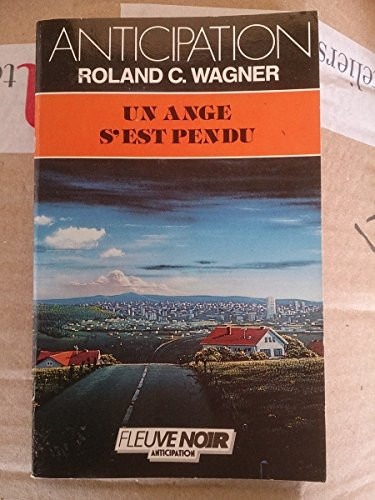 ANTICIPATION
ROLAND C. WAGNER
UN ANGE
S'EST PENDU
FLEUVE NOIR
ANTICIPATION